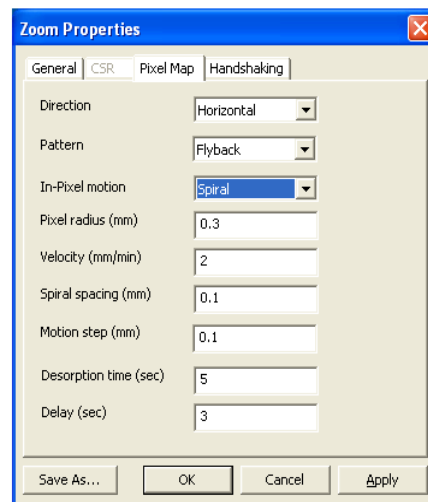 Zoom Properties
General CSR Pixel Map Handshaking
Direction Horizontal
Pattern Flyback
In-Pixel motion Spiral
Pixel radius (mm) 0.3
Velocity (mm/min) 2
Spiral spacing (mm) 0.1
Motion step (mm) 0.1
Desorption time (sec) 5
Delay (sec) 3
Save As... OK Cancel Apply